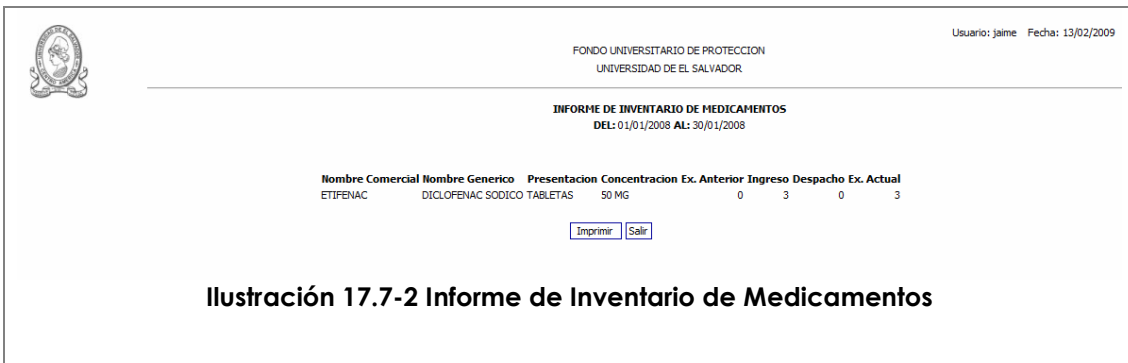 Usuario: jaime Fecha: 13/02/2009
FONDO UNIVERSITARIO DE PROTECCION
UNIVERSIDAD DE EL SALVADOR
INFORME DE INVENTARIO DE MEDICAMENTOS
DEL: 01/01/2008 AL: 30/01/2008
Nombre Comercial Nombre Generico Presentacion Concentracion Ex. Anterior Ingreso Despacho Ex. Actual
ETIFENAC DICLOFENAC SODICO TABLETAS 50 MG 0 3 0 3
Imprimir Salir
Ilustración 17.7-2 Informe de Inventario de Medicamentos